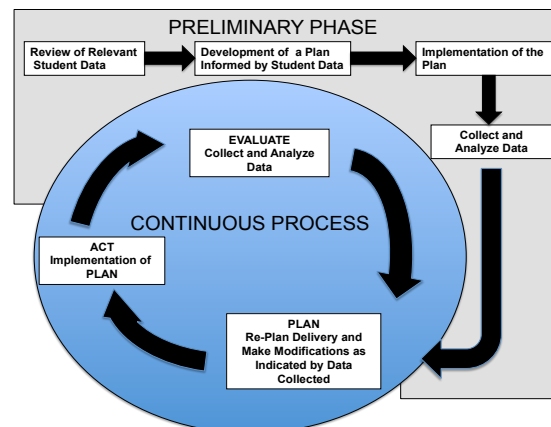 PRELIMINARY PHASE
Review of Relevant
Student Data
Development of a Plan
Informed by Student Data
Implementation of the
Plan
Collect and
Analyze Data
EVALUATE
Collect and Analyze
Data
CONTINUOUS PROCESS
ACT
Implementation of
PLAN
PLAN
Re-Plan Delivery and
Make Modifications as
Indicated by Data
Collected